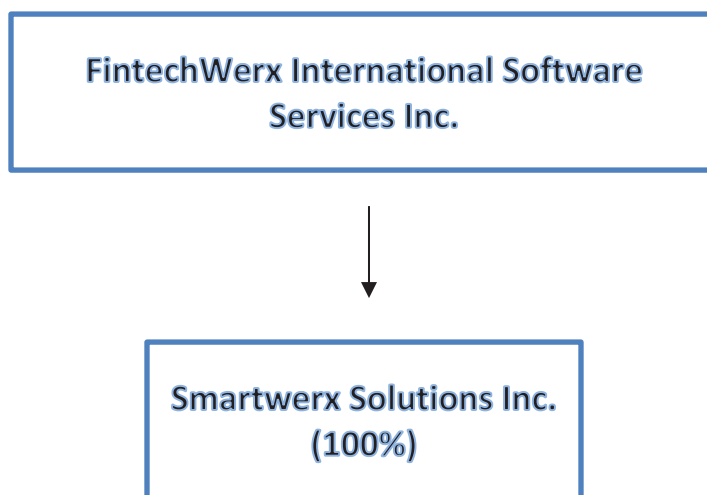 FintechWerx International Software
Services Inc.
Smartwerx Solutions Inc.
(100%)